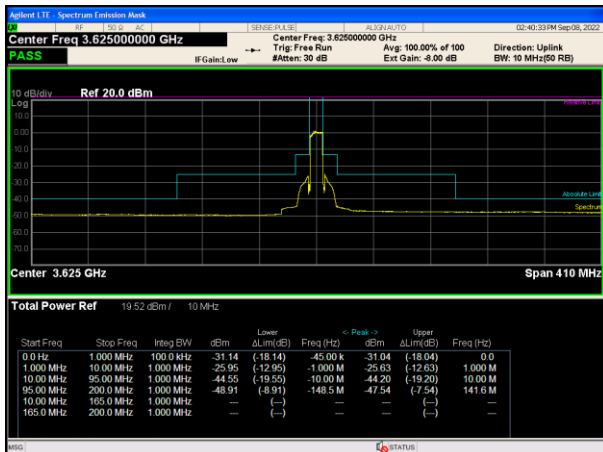 Agilent LTE - Spectrum Emission Mask
RF 50 Ω AC SENSE:PULSE ALIGN AUTO 02:40:33 PM Sep 08, 2022
Center Freq 3.625000000 GHz
Center Freq: 3.625000000 GHz
Trig: Free Run Avg: 100.00% of 100 Direction: Uplink
PASS IFGain:Low #Atten: 30 dB Ext Gain: -8.00 dB BW: 10 MHz(50 RB)
10 dB/div Ref 20.0 dBm
Log
Relative Limit
10.0
0.00
-10.0
-20.0
-30.0
-40.0
Absolute Limit
Spectrum
-50.0
-60.0
-70.0
Center 3.625 GHz Span 410 MHz
Total Power Ref 19.52 dBm / 10 MHz
Lower <- Peak -> Upper
Start Freq Stop Freq Integ BW dBm ΔLim(dB) Freq (Hz) dBm ΔLim(dB) Freq (Hz)
0.0 Hz 1.000 MHz 100.0 kHz -31.14 (-18.14) -45.00 k -31.04 (-18.04) 0.0
1.000 MHz 10.00 MHz 1.000 MHz -25.95 (-12.95) -1.000 M -25.63 (-12.63) 1.000 M
10.00 MHz 95.00 MHz 1.000 MHz -44.55 (-19.55) -10.00 M -44.20 (-19.20) 10.00 M
95.00 MHz 200.0 MHz 1.000 MHz -48.91 (-8.91) -148.5 M -47.54 (-7.54) 141.6 M
10.00 MHz 165.0 MHz 1.000 MHz --- (---) --- (---)
165.0 MHz 200.0 MHz 1.000 MHz --- (---) --- (---)
MSG STATUS